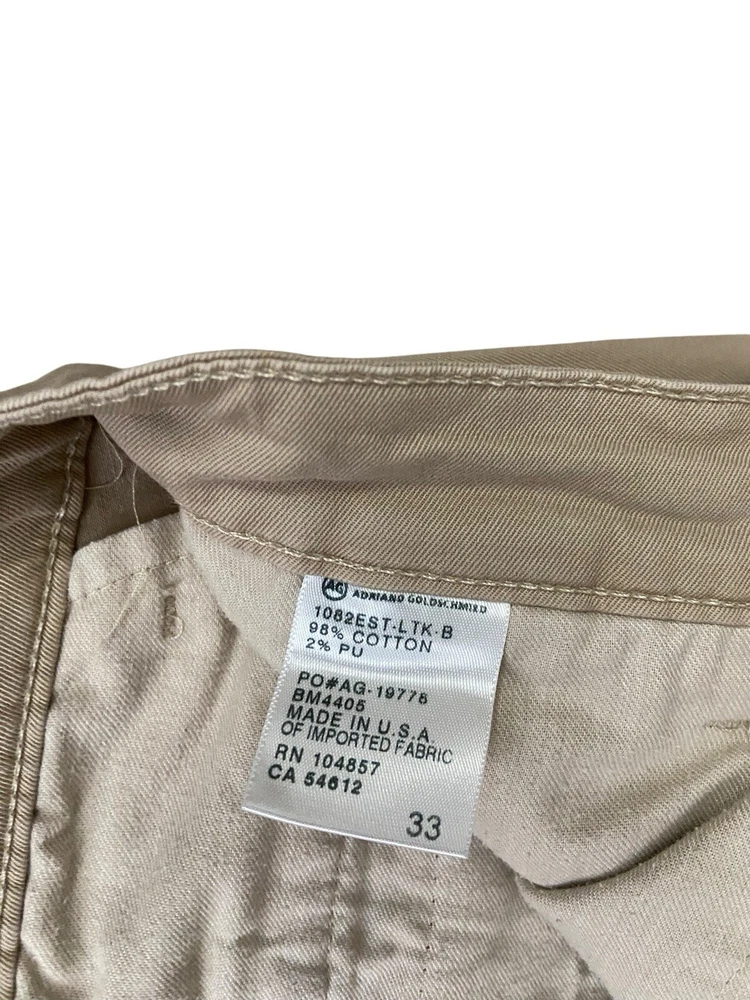 AG ADRIANO GOLDSCHMIED
1082EST-LTK-B
98% COTTON
2% PU
PO#AG-19776
BM4405
MADE IN U.S.A.
OF IMPORTED FABRIC
RN 104857
CA 54612
33